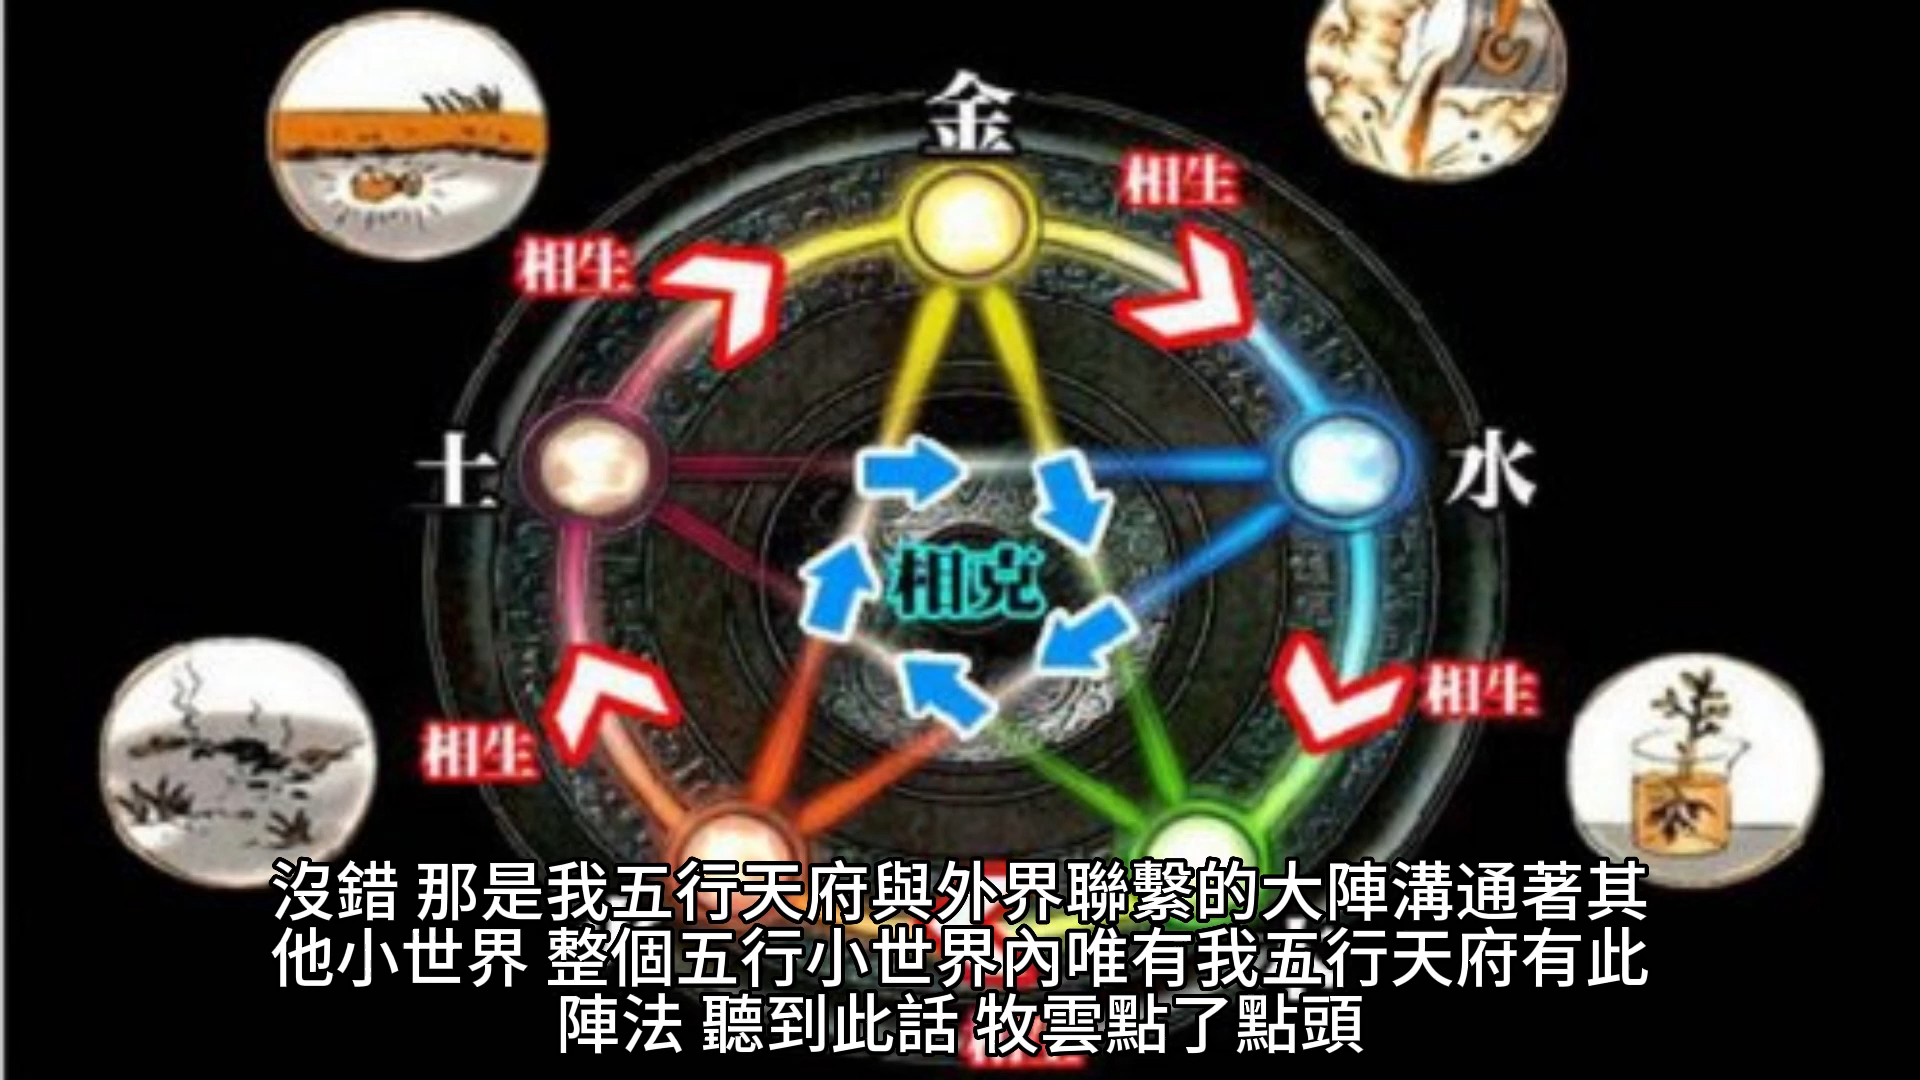 金
相生
相生
土
水
相克
相生
相生
沒錯 那是我五行天府與外界聯繫的大陣溝通著其
他小世界 整個五行小世界內唯有我五行天府有此
陣法 聽到此話 牧雲點了點頭